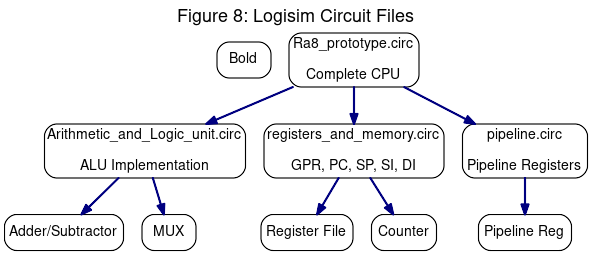 Figure 8: Logisim Circuit Files
Bold
Ra8_prototype.circ
Complete CPU
Arithmetic_and_Logic_unit.circ
ALU Implementation
registers_and_memory.circ
GPR, PC, SP, SI, DI
pipeline.circ
Pipeline Registers
Adder/Subtractor
MUX
Register File
Counter
Pipeline Reg